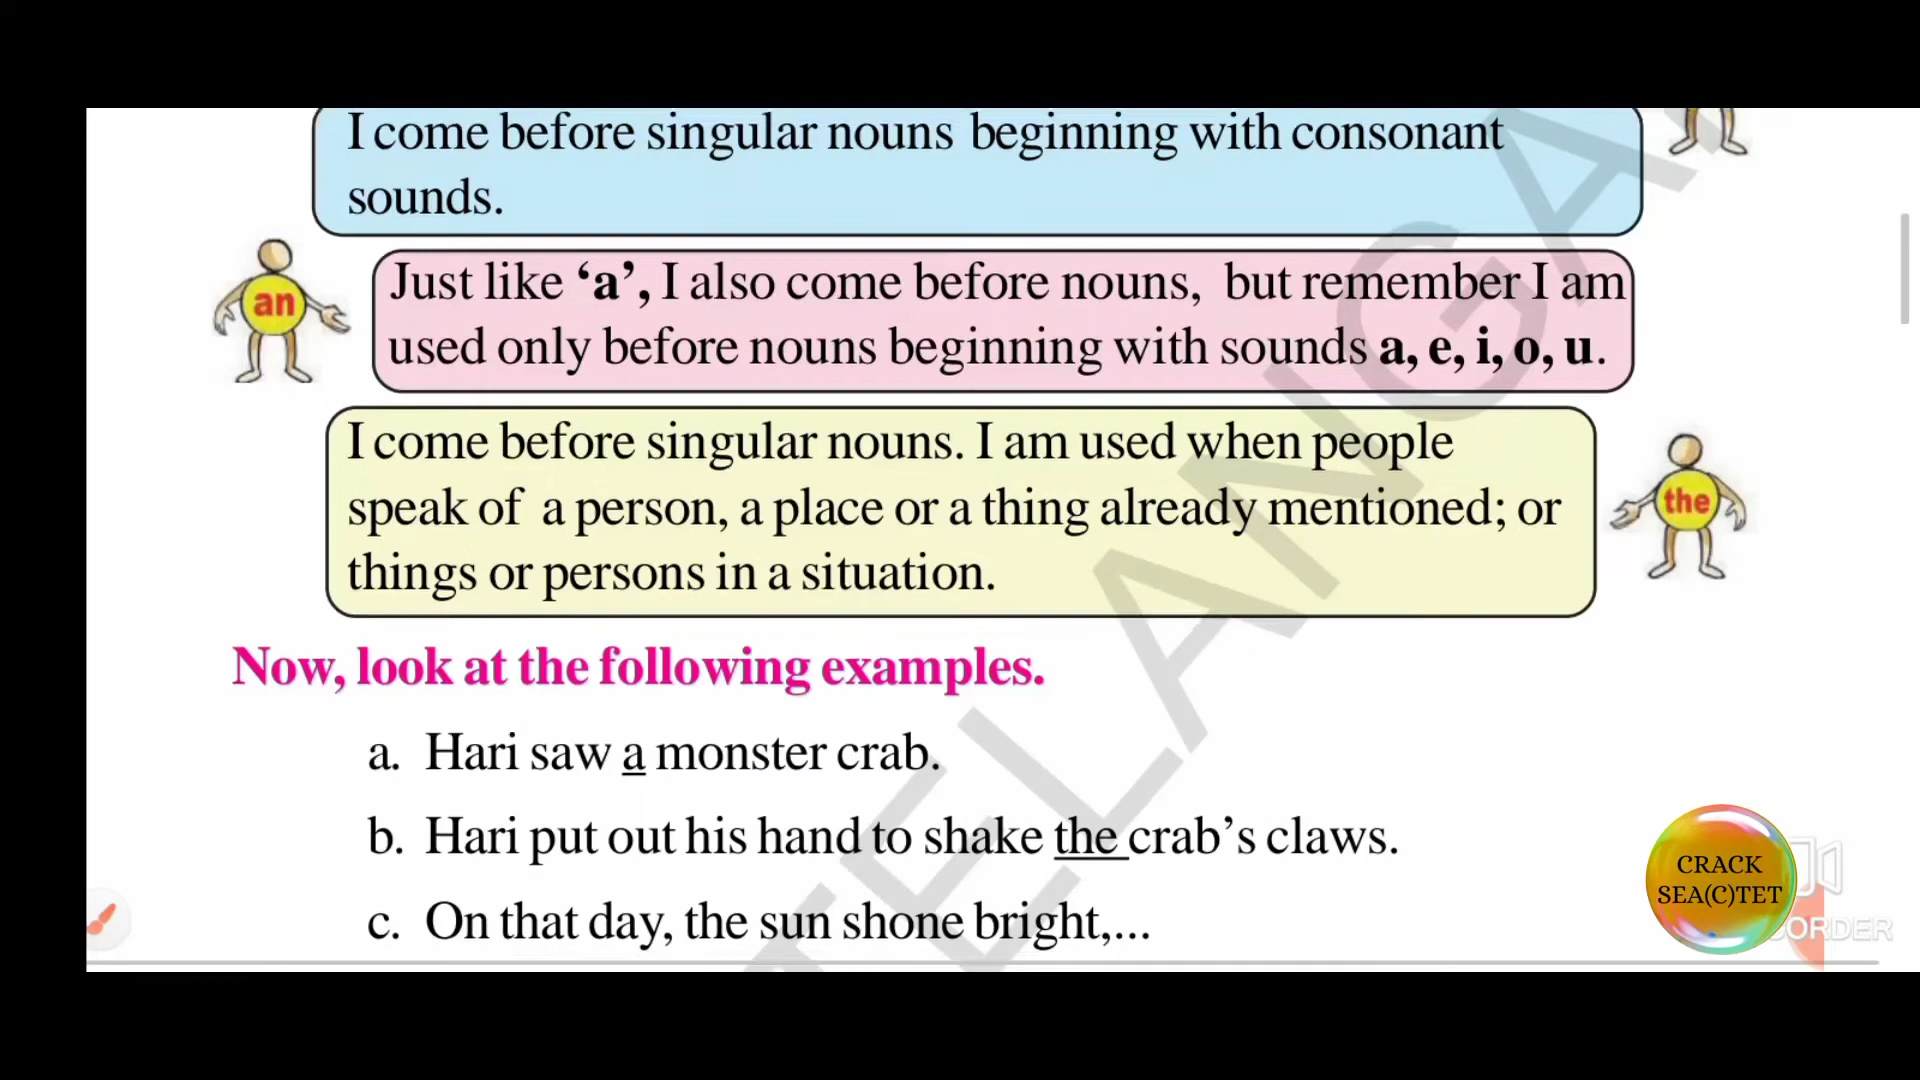 I come before singular nouns beginning with consonant
sounds.
an
Just like ‘a’, I also come before nouns, but remember I am
used only before nouns beginning with sounds a, e, i, o, u.
I come before singular nouns. I am used when people
speak of a person, a place or a thing already mentioned; or
things or persons in a situation.
the
Now, look at the following examples.
a. Hari saw a monster crab.
b. Hari put out his hand to shake the crab’s claws.
c. On that day, the sun shone bright,...
CRACK
SEA(C)TET